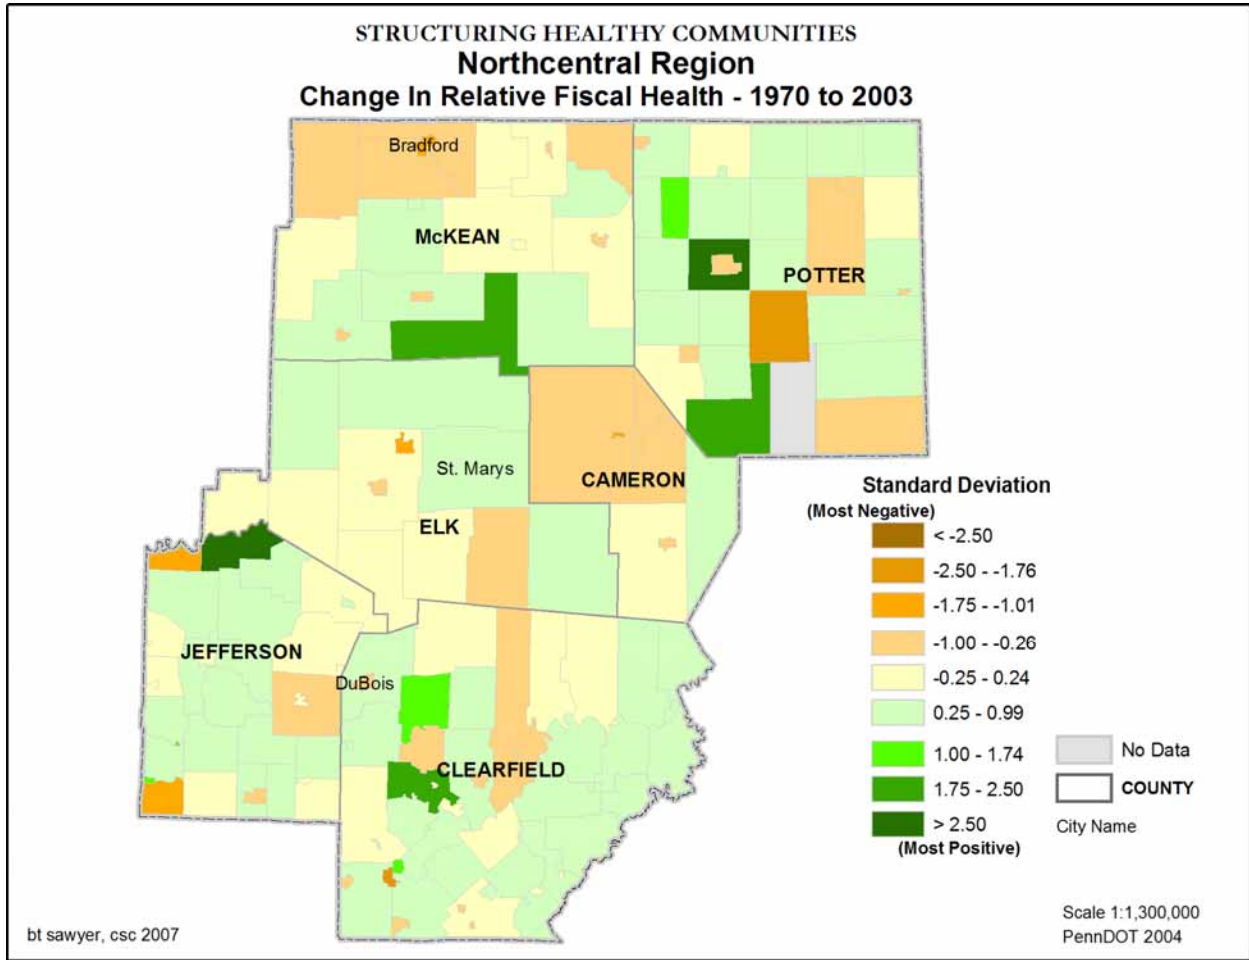 STRUCTURING HEALTHY COMMUNITIES
Northcentral Region
Change In Relative Fiscal Health - 1970 to 2003
Bradford
McKEAN
POTTER
St. Marys
CAMERON
ELK
JEFFERSON
DuBois
CLEARFIELD
Standard Deviation
(Most Negative)
< -2.50
-2.50 - -1.76
-1.75 - -1.01
-1.00 - -0.26
-0.25 - 0.24
0.25 - 0.99
1.00 - 1.74
1.75 - 2.50
> 2.50
(Most Positive)
No Data
COUNTY
City Name
Scale 1:1,300,000
PennDOT 2004
bt sawyer, csc 2007